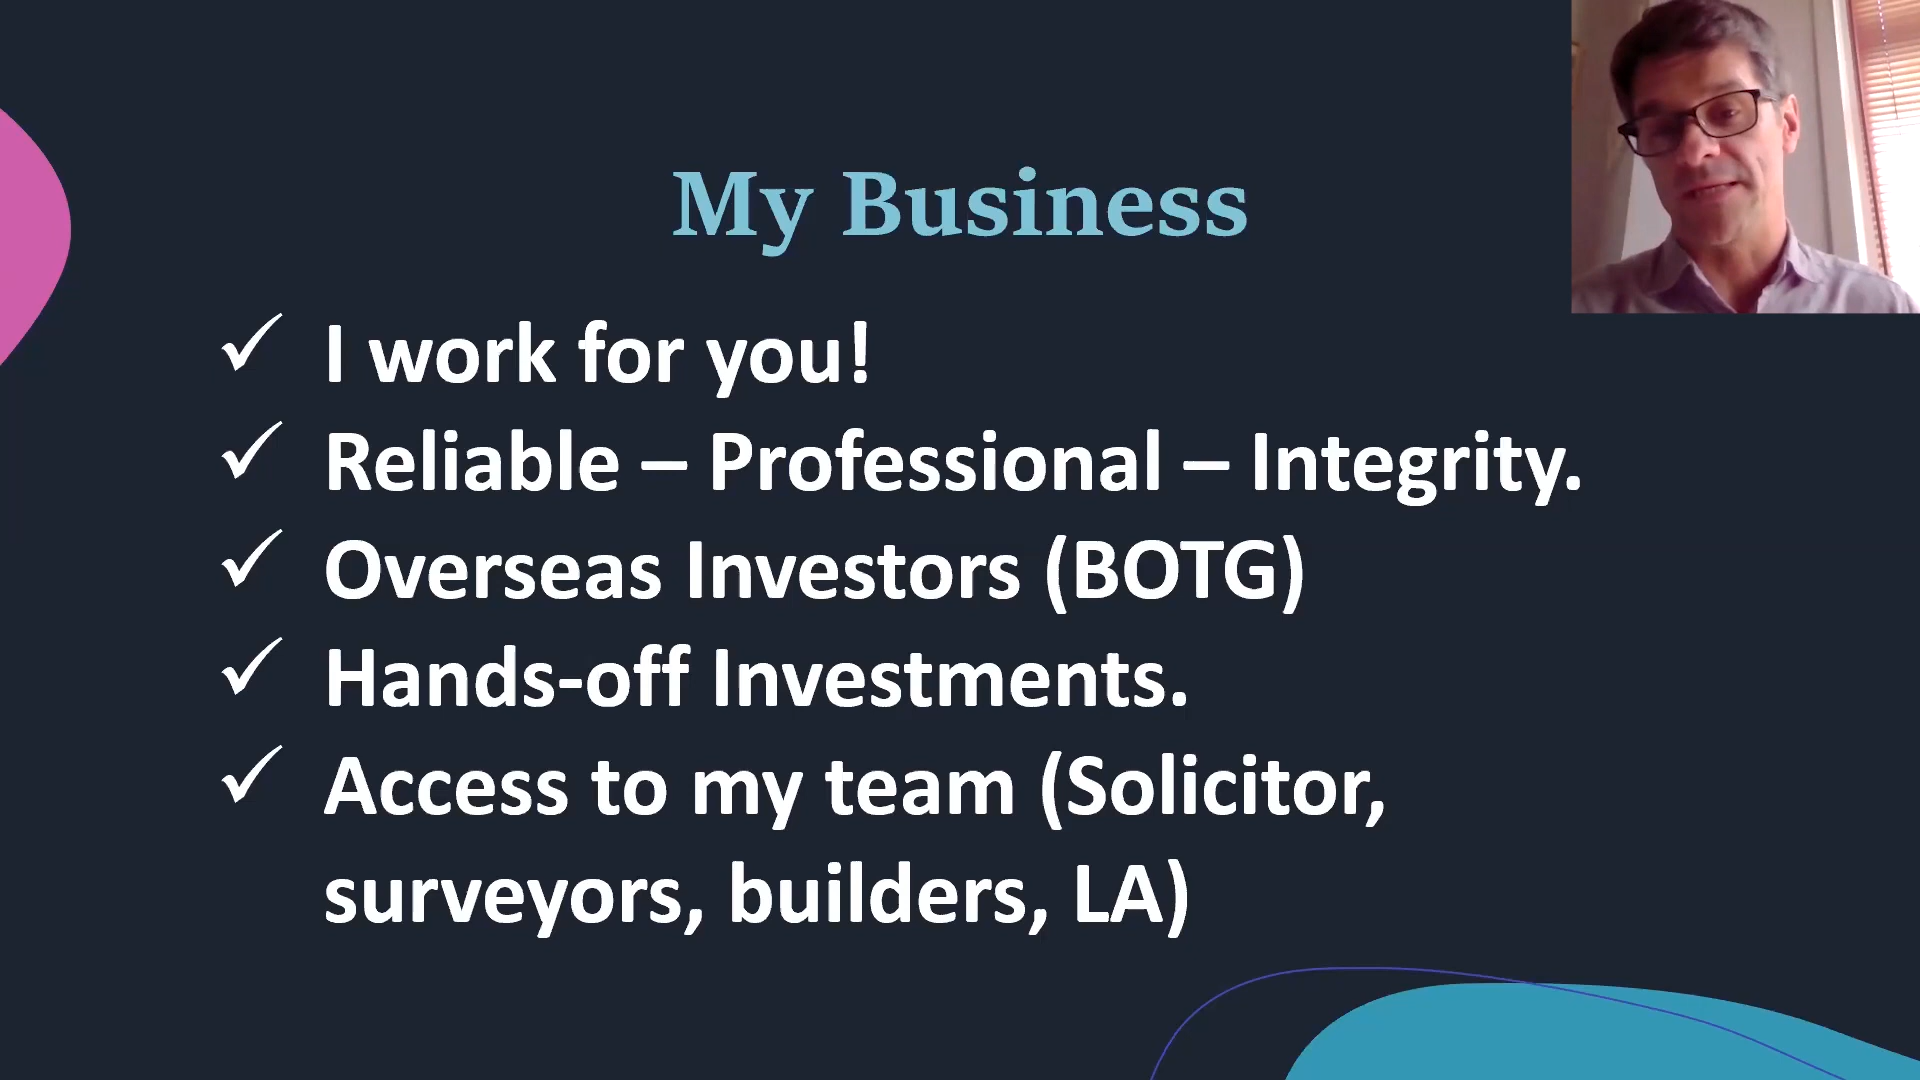 My Business
✓ I work for you!
✓ Reliable – Professional – Integrity.
✓ Overseas Investors (BOTG)
✓ Hands-off Investments.
✓ Access to my team (Solicitor,
surveyors, builders, LA)